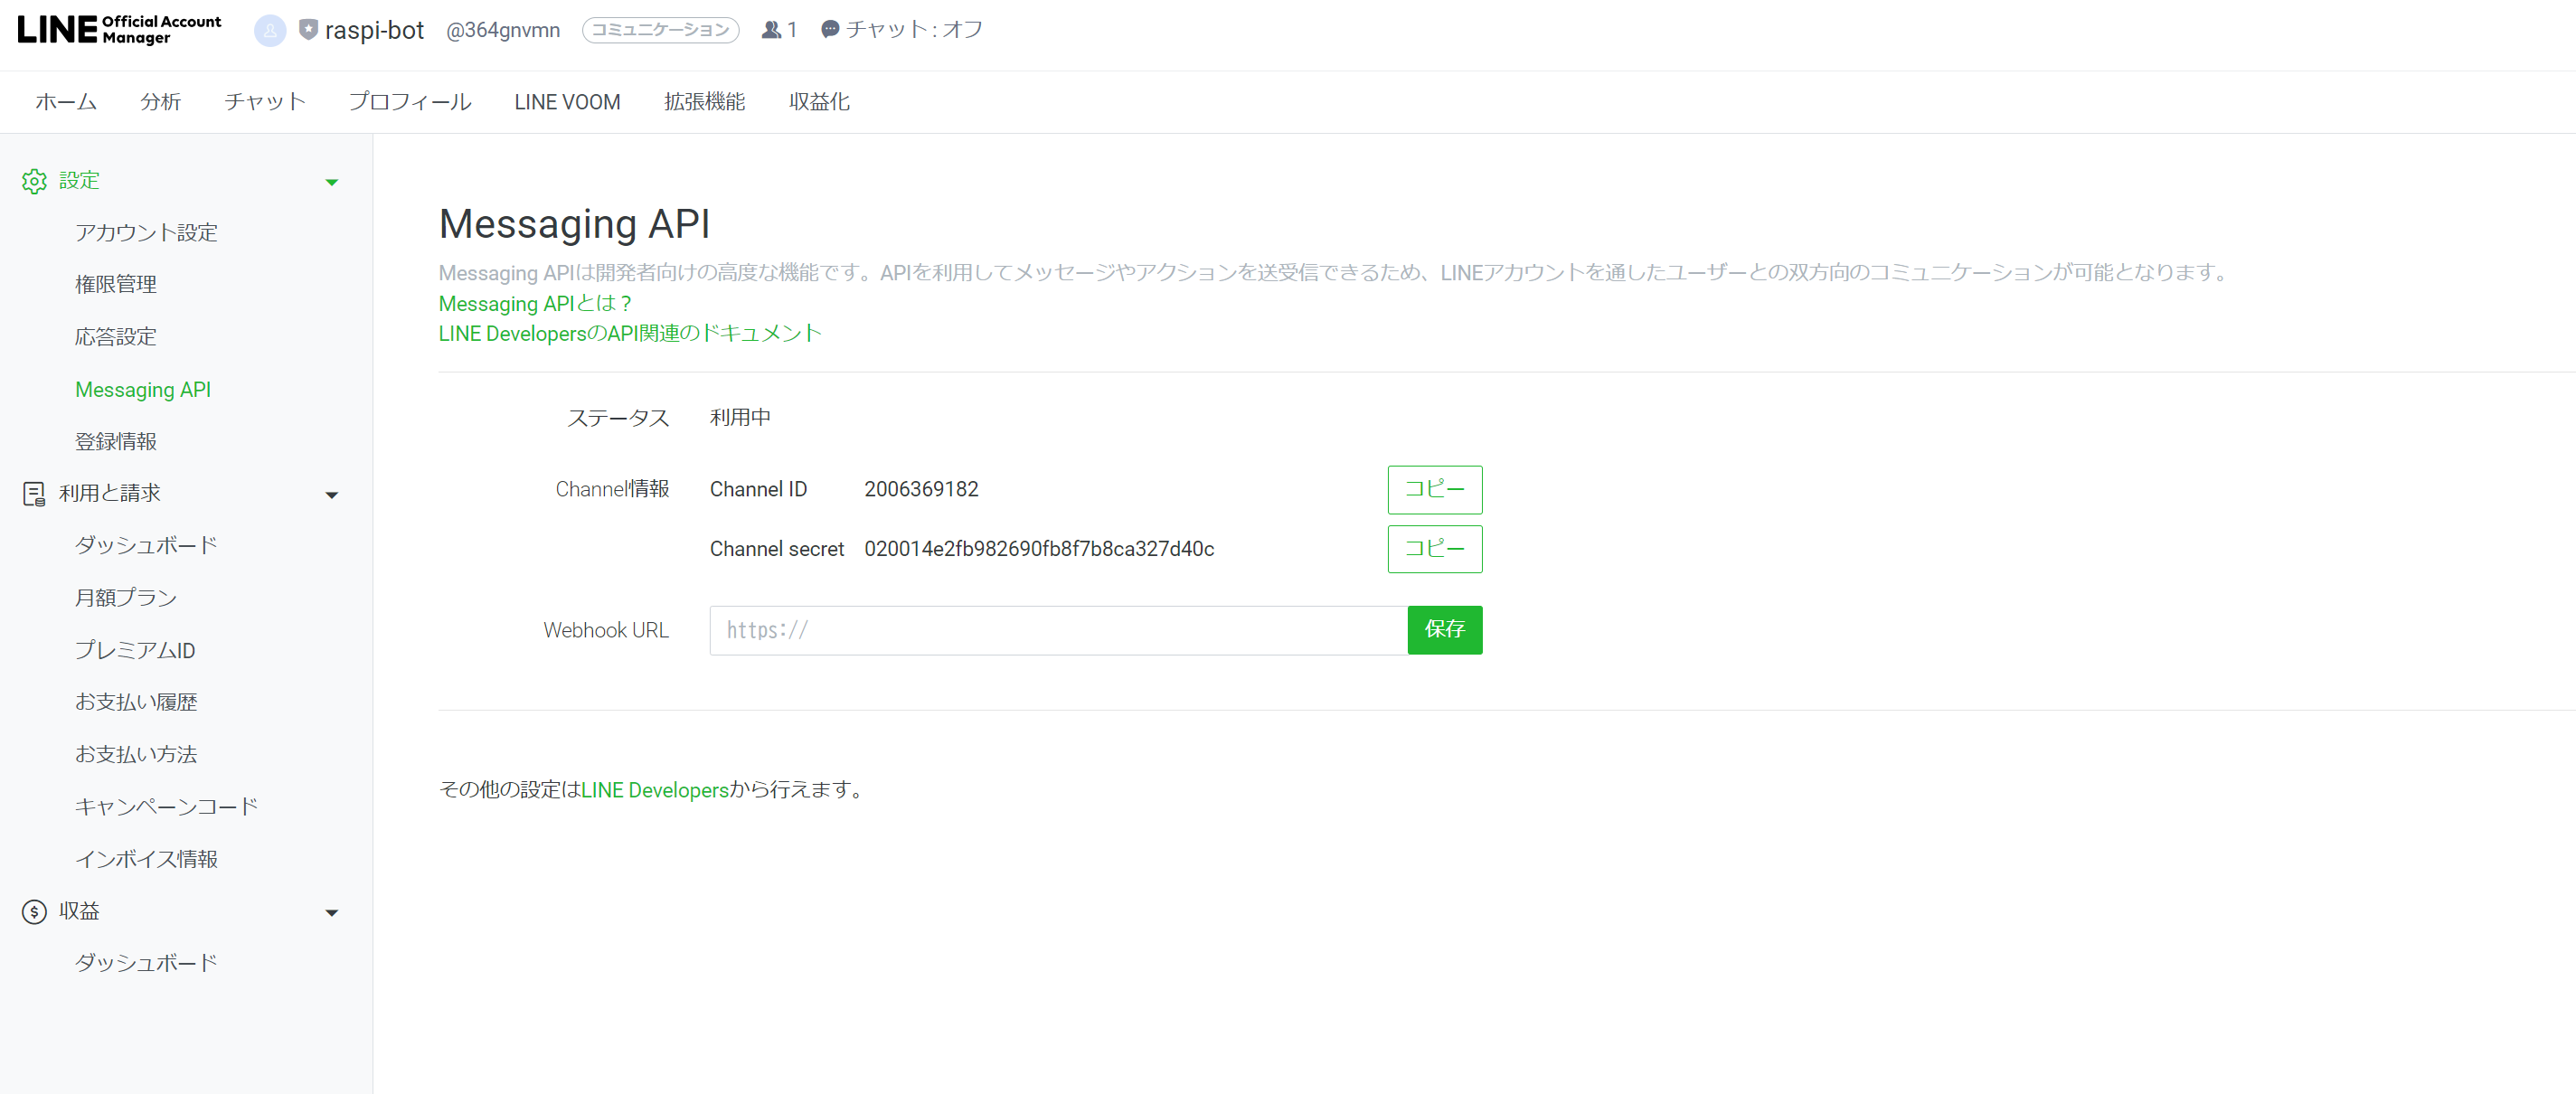 LINE Official Account Manager
raspi-bot @364gnvmn コミュニケーション 1 チャット : オフ
ホーム 分析 チャット プロフィール LINE VOOM 拡張機能 収益化
設定
アカウント設定
権限管理
応答設定
Messaging API
登録情報
利用と請求
ダッシュボード
月額プラン
プレミアムID
お支払い履歴
お支払い方法
キャンペーンコード
インボイス情報
収益
ダッシュボード
Messaging API
Messaging APIは開発者向けの高度な機能です。APIを利用してメッセージやアクションを送受信できるため、LINEアカウントを通したユーザーとの双方向のコミュニケーションが可能となります。
Messaging APIとは？
LINE DevelopersのAPI関連のドキュメント
ステータス 利用中
Channel情報 Channel ID 2006369182 コピー
Channel secret 020014e2fb982690fb8f7b8ca327d40c コピー
Webhook URL https:// 保存
その他の設定はLINE Developersから行えます。